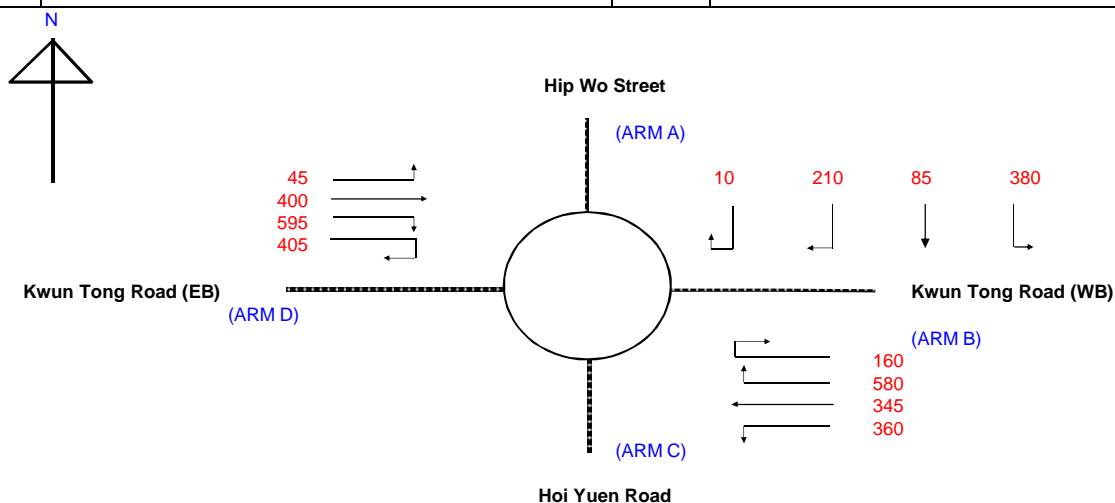 N
Hip Wo Street
(ARM A)
45
400
595
405
10 210 85 380
Kwun Tong Road (EB)
(ARM D)
Kwun Tong Road (WB)
(ARM B)
160
580
345
360
(ARM C)
Hoi Yuen Road